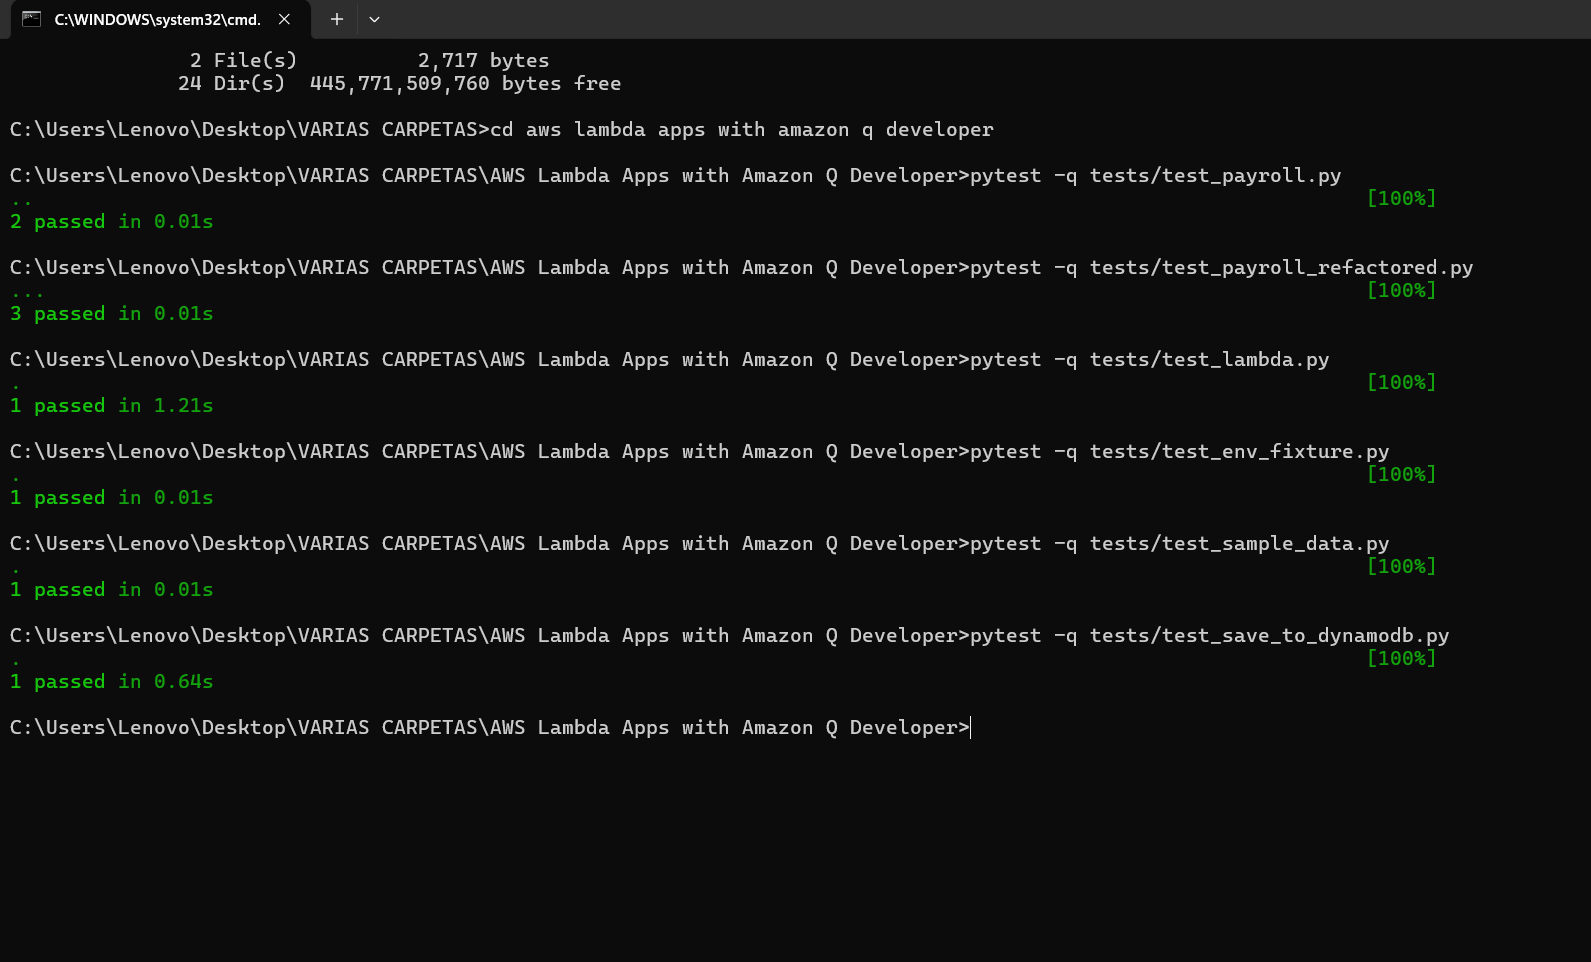 C:\WINDOWS\system32\cmd.
2 File(s) 2,717 bytes
24 Dir(s) 445,771,509,760 bytes free
C:\Users\Lenovo\Desktop\VARIAS CARPETAS>cd aws lambda apps with amazon q developer
C:\Users\Lenovo\Desktop\VARIAS CARPETAS\AWS Lambda Apps with Amazon Q Developer>pytest -q tests/test_payroll.py
.. [100%]
2 passed in 0.01s
C:\Users\Lenovo\Desktop\VARIAS CARPETAS\AWS Lambda Apps with Amazon Q Developer>pytest -q tests/test_payroll_refactored.py
... [100%]
3 passed in 0.01s
C:\Users\Lenovo\Desktop\VARIAS CARPETAS\AWS Lambda Apps with Amazon Q Developer>pytest -q tests/test_lambda.py
. [100%]
1 passed in 1.21s
C:\Users\Lenovo\Desktop\VARIAS CARPETAS\AWS Lambda Apps with Amazon Q Developer>pytest -q tests/test_env_fixture.py
. [100%]
1 passed in 0.01s
C:\Users\Lenovo\Desktop\VARIAS CARPETAS\AWS Lambda Apps with Amazon Q Developer>pytest -q tests/test_sample_data.py
. [100%]
1 passed in 0.01s
C:\Users\Lenovo\Desktop\VARIAS CARPETAS\AWS Lambda Apps with Amazon Q Developer>pytest -q tests/test_save_to_dynamodb.py
. [100%]
1 passed in 0.64s
C:\Users\Lenovo\Desktop\VARIAS CARPETAS\AWS Lambda Apps with Amazon Q Developer>